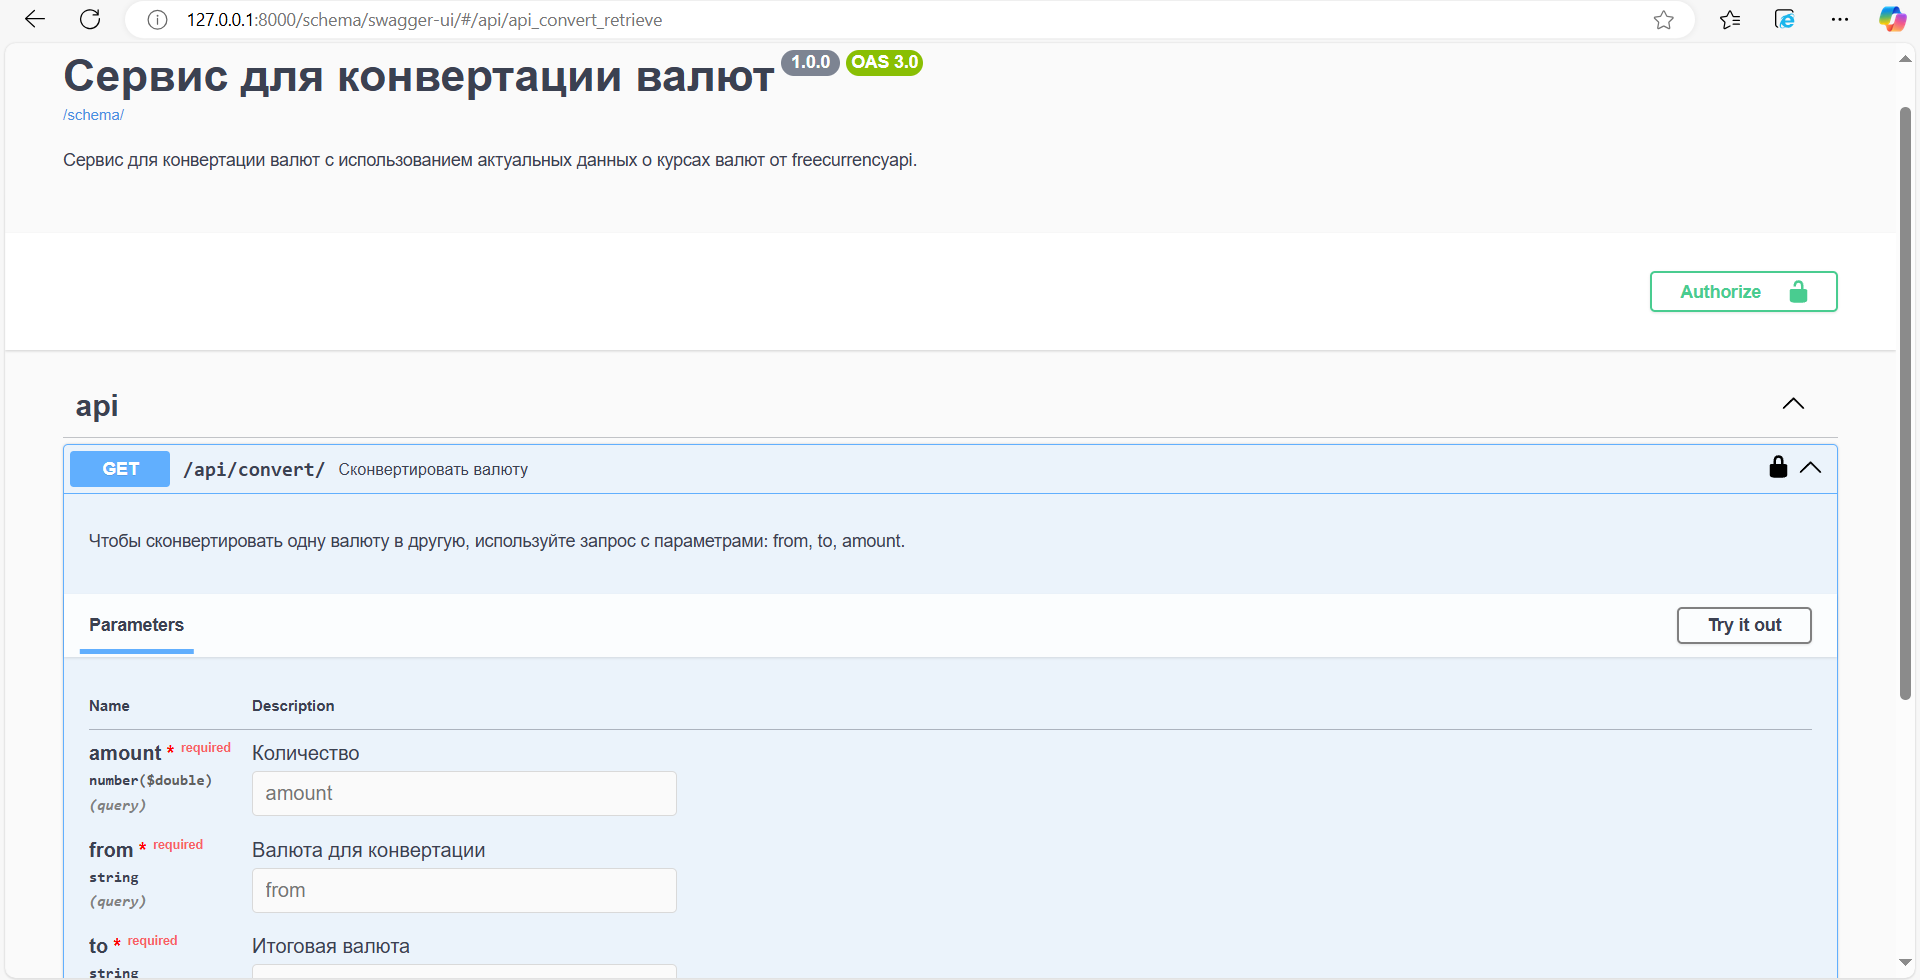 127.0.0.1:8000/schema/swagger-ui/#/api/api_convert_retrieve
Сервис для конвертации валют 1.0.0 OAS 3.0
/schema/
Сервис для конвертации валют с использованием актуальных данных о курсах валют от freecurrencyapi.
Authorize
api
GET /api/convert/ Сконвертировать валюту
Чтобы сконвертировать одну валюту в другую, используйте запрос с параметрами: from, to, amount.
Parameters Try it out
Name Description
amount * required Количество
number($double)
amount
(query)
from * required Валюта для конвертации
string
from
(query)
to * required Итоговая валюта
string